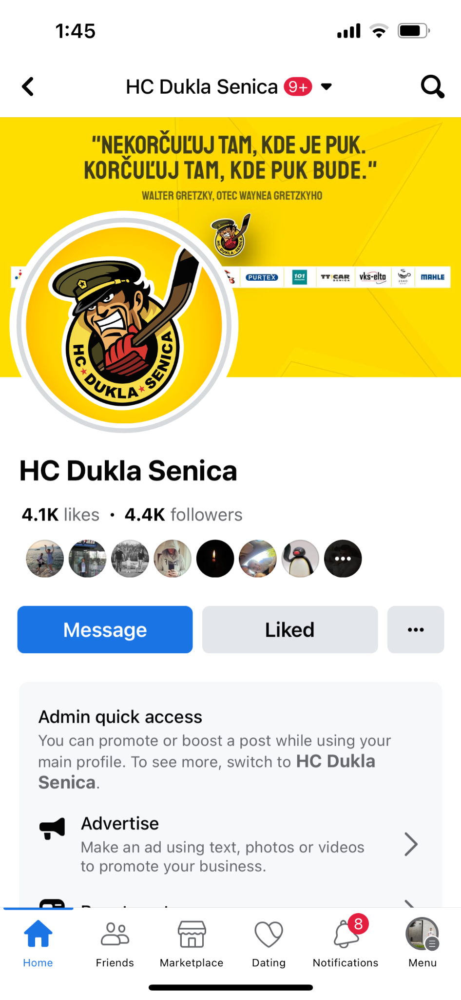 1:45
HC Dukla Senica 9+
"NEKORČUĽUJ TAM, KDE JE PUK.
KORČUĽUJ TAM, KDE PUK BUDE."
WALTER GRETZKY, OTEC WAYNEA GRETZKYHO
HC DUKLA SENICA
PURTEX 101 TT CAR SENICA vks-elto ESKO MAHLE
HC DUKLA SENICA
HC Dukla Senica
4.1K likes • 4.4K followers
Message Liked
Admin quick access
You can promote or boost a post while using your
main profile. To see more, switch to HC Dukla
Senica.
Advertise
Make an ad using text, photos or videos
to promote your business.
8
Home Friends Marketplace Dating Notifications Menu